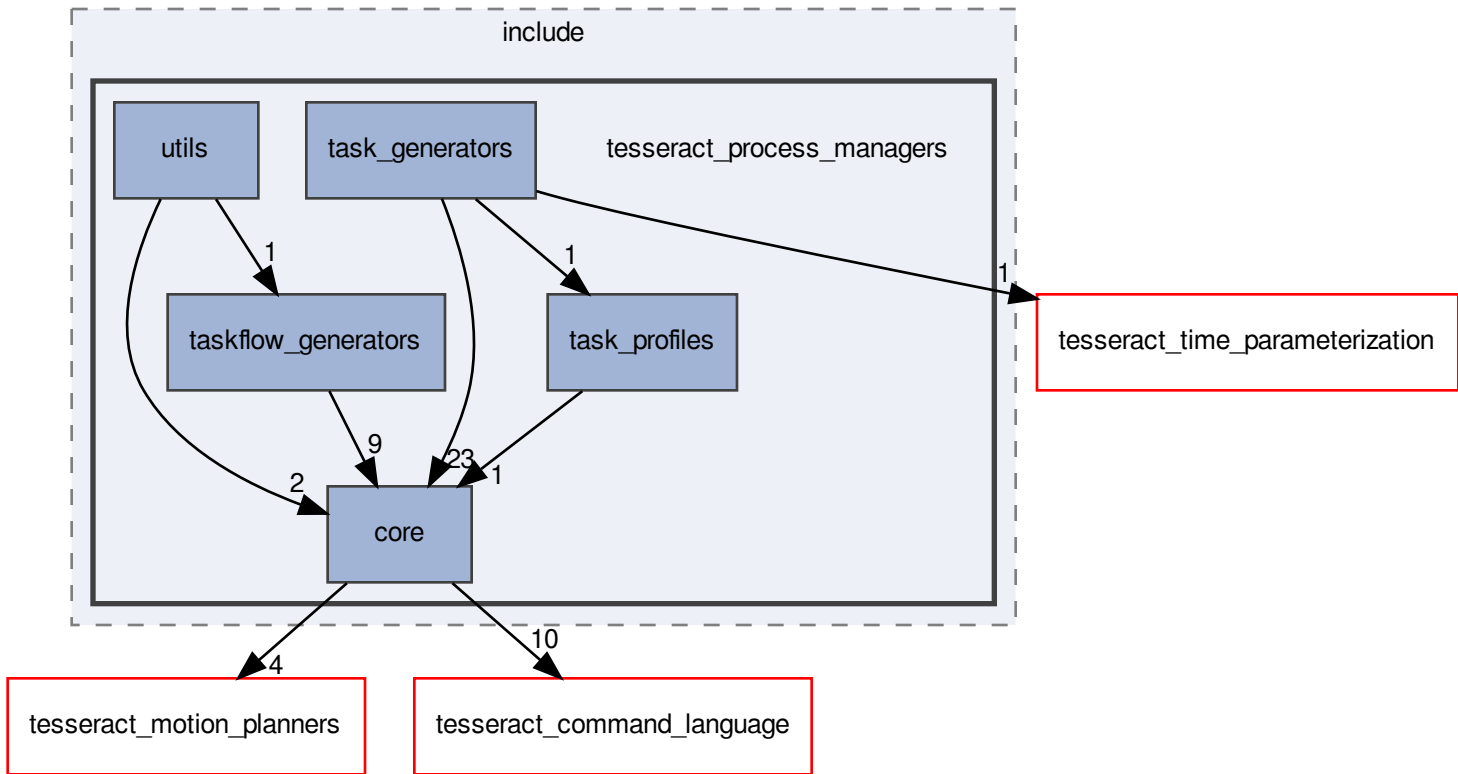 include
utils
task_generators
tesseract_process_managers
1
1
1
taskflow_generators
task_profiles
tesseract_time_parameterization
9
23
1
2
core
10
4
tesseract_motion_planners
tesseract_command_language